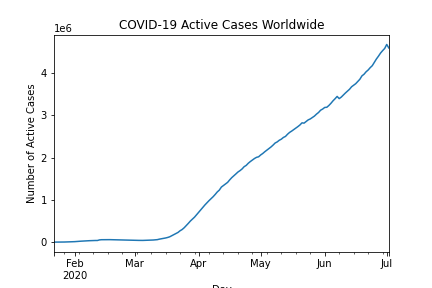 COVID-19 Active Cases Worldwide
1e6
Number of Active Cases
4
3
2
1
0
Feb Mar Apr May Jun Jul
2020